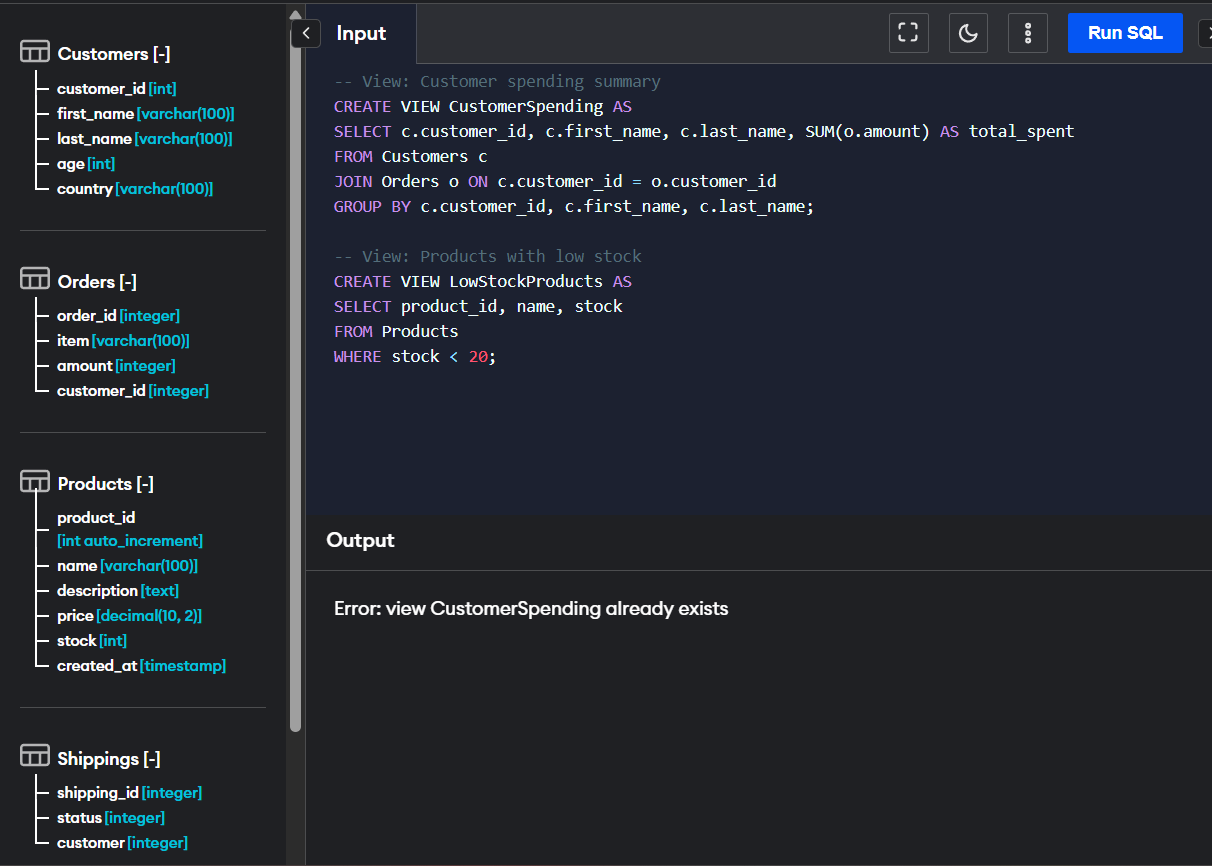 Customers [-]
customer_id [int]
first_name [varchar(100)]
last_name [varchar(100)]
age [int]
country [varchar(100)]
Orders [-]
order_id [integer]
item [varchar(100)]
amount [integer]
customer_id [integer]
Products [-]
product_id
[int auto_increment]
name [varchar(100)]
description [text]
price [decimal(10, 2)]
stock [int]
created_at [timestamp]
Shippings [-]
shipping_id [integer]
status [integer]
customer [integer]
Input
Run SQL
-- View: Customer spending summary
CREATE VIEW CustomerSpending AS
SELECT c.customer_id, c.first_name, c.last_name, SUM(o.amount) AS total_spent
FROM Customers c
JOIN Orders o ON c.customer_id = o.customer_id
GROUP BY c.customer_id, c.first_name, c.last_name;
-- View: Products with low stock
CREATE VIEW LowStockProducts AS
SELECT product_id, name, stock
FROM Products
WHERE stock < 20;
Output
Error: view CustomerSpending already exists